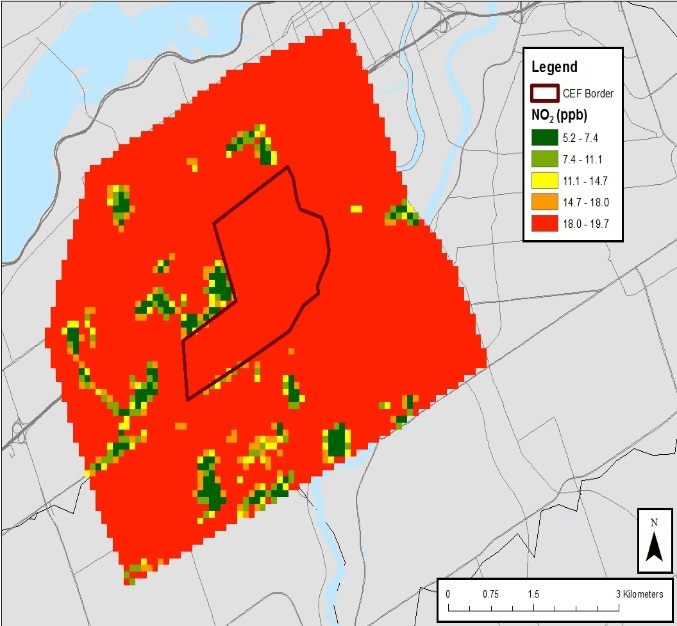 Legend
CEF Border
NO₂ (ppb)
5.2 - 7.4
7.4 - 11.1
11.1 - 14.7
14.7 - 18.0
18.0 - 19.7
N
0 0.75 1.5 3 Kilometers